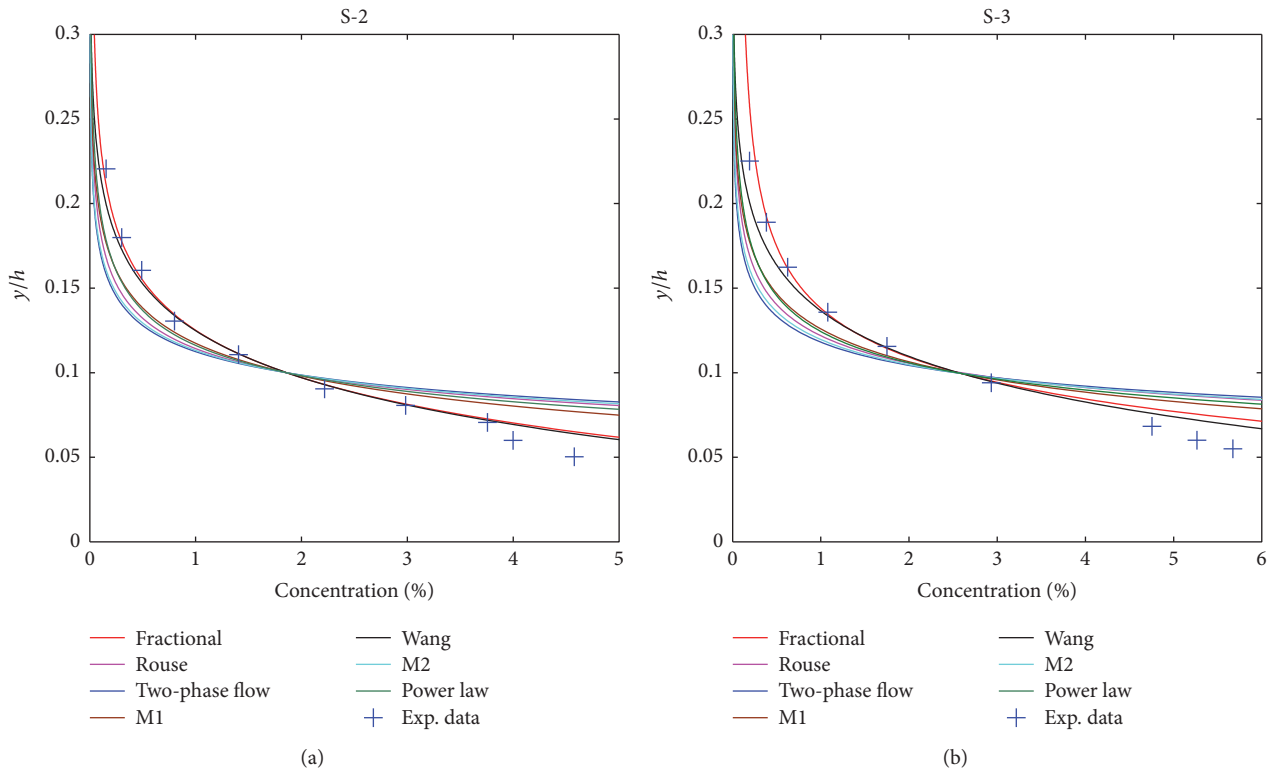 S-2
0.3
0.25
0.2
0.15
0.1
0.05
0
y/h
0 1 2 3 4 5
Concentration (%)
Fractional
Rouse
Two-phase flow
M1
Wang
M2
Power law
Exp. data
(a)
S-3
0.3
0.25
0.2
0.15
0.1
0.05
0
y/h
0 1 2 3 4 5 6
Concentration (%)
Fractional
Rouse
Two-phase flow
M1
Wang
M2
Power law
Exp. data
(b)